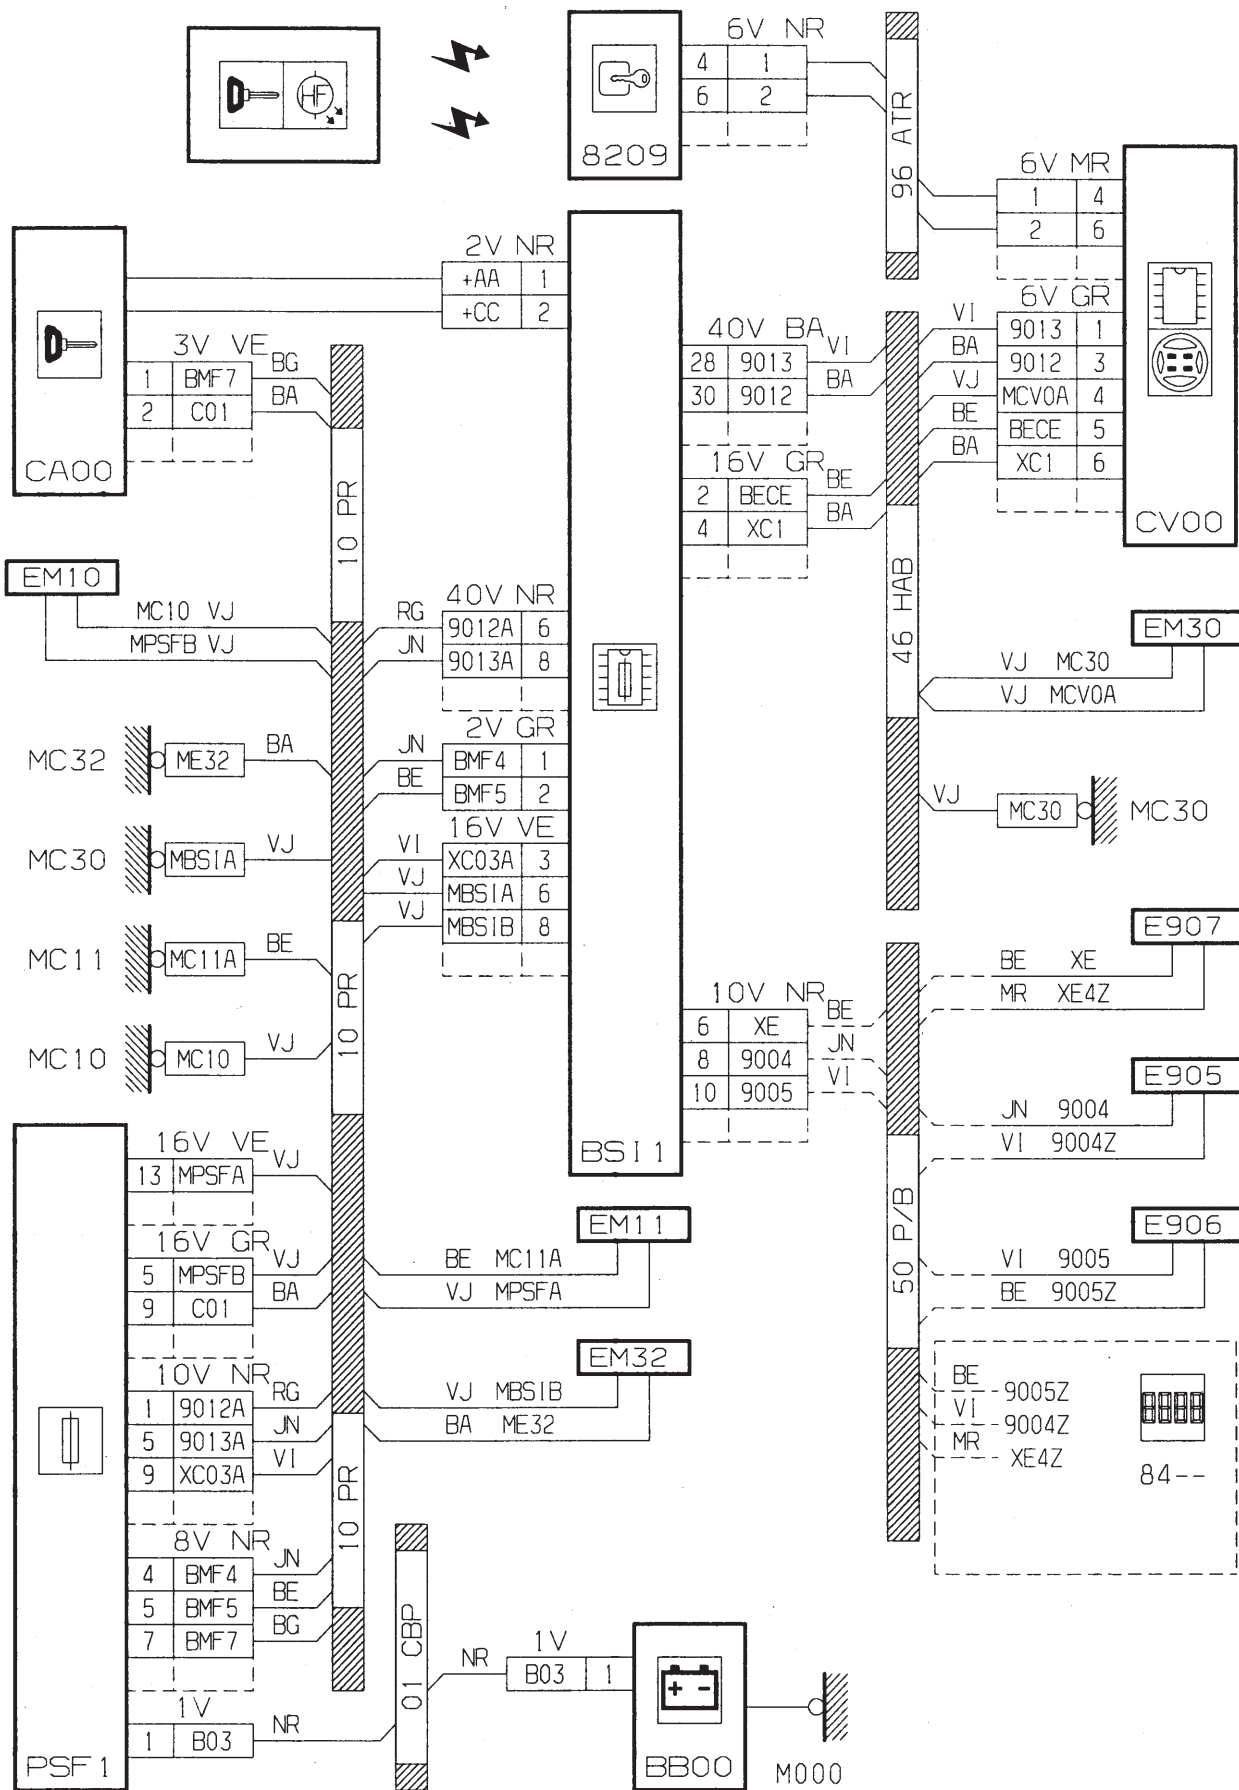 HF
8209
6V NR
4 1
6 2
96 ATR
6V MR
1 4
2 6
CV00
6V GR
VI 9013 1
BA 9012 3
VJ MCV0A 4
BE BECE 5
BA XC1 6
CA00
2V NR
+AA 1
+CC 2
3V VE
1 BMF7 BG
2 C01 BA
10 PR
40V BA
28 9013 VI
30 9012 BA
16V GR
2 BECE BE
4 XC1 BA
46 HAB
EM10
MC10 VJ
MPSFB VJ
40V NR
RG 9012A 6
JN 9013A 8
EM30
VJ MC30
VJ MCV0A
2V GR
JN BMF4 1
BE BMF5 2
16V VE
VI XC03A 3
VJ MBSIA 6
VJ MBSIB 8
MC32 ME32 BA
MC30 MBSIA VJ
MC11 MC11A BE
MC10 MC10 VJ
10 PR
VJ MC30 MC30
E907
BE XE
MR XE4Z
10V NR
6 XE BE
8 9004 JN
10 9005 VI
BSI1
E905
JN 9004
VI 9004Z
50 P/B
E906
VI 9005
BE 9005Z
BE 9005Z
VI 9004Z
MR XE4Z
84--
16V VE
13 MPSFA VJ
16V GR
5 MPSFB VJ
9 C01 BA
10V NR
1 9012A RG
5 9013A JN
9 XC03A VI
8V NR
4 BMF4 JN
5 BMF5 BE
7 BMF7 BG
1V
1 B03 NR
PSF1
EM11
BE MC11A
VJ MPSFA
EM32
VJ MBSIB
BA ME32
10 PR
01 CBP
1V
NR B03 1
+ -
BB00
M000